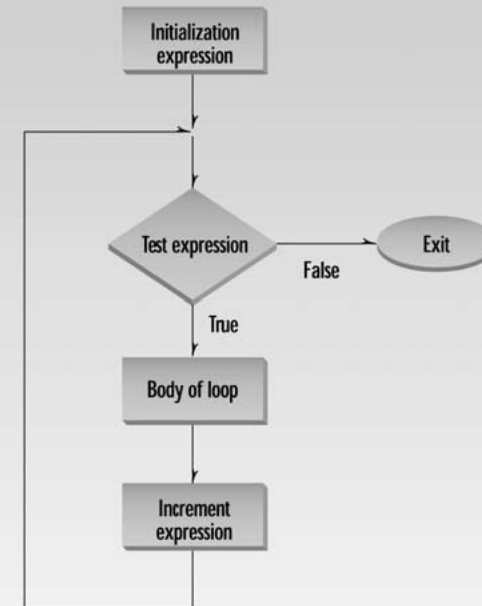 Initialization
expression
Test expression
Exit
False
True
Body of loop
Increment
expression